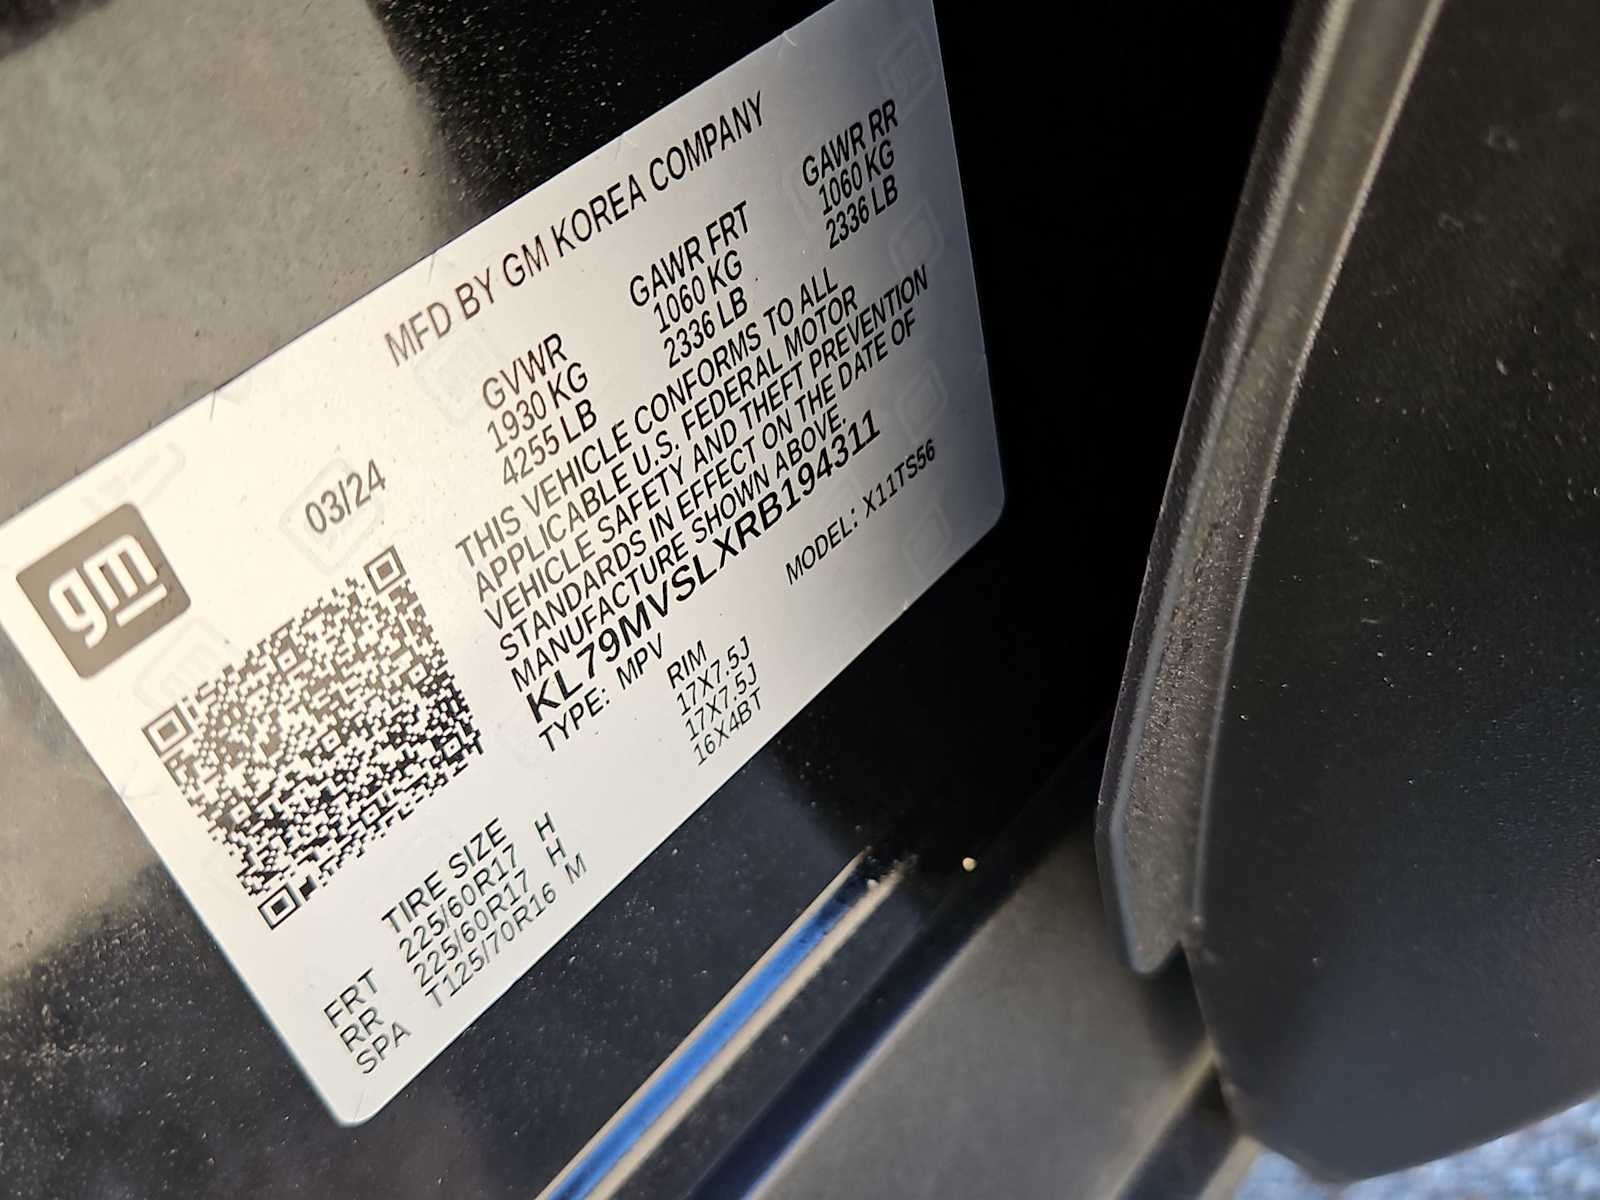 gm
03/24
MFD BY GM KOREA COMPANY
GVWR GAWR FRT GAWR RR
1930 KG 1060 KG 1060 KG
4255 LB 2336 LB 2336 LB
THIS VEHICLE CONFORMS TO ALL
APPLICABLE U.S. FEDERAL MOTOR
VEHICLE SAFETY AND THEFT PREVENTION
STANDARDS IN EFFECT ON THE DATE OF
MANUFACTURE SHOWN ABOVE.
KL79MVSLXRB194311
TYPE: MPV MODEL: X11TS56
TIRE SIZE RIM
FRT 225/60R17 H 17X7.5J
RR 225/60R17 H 17X7.5J
SPA T125/70R16 M 16X4BT